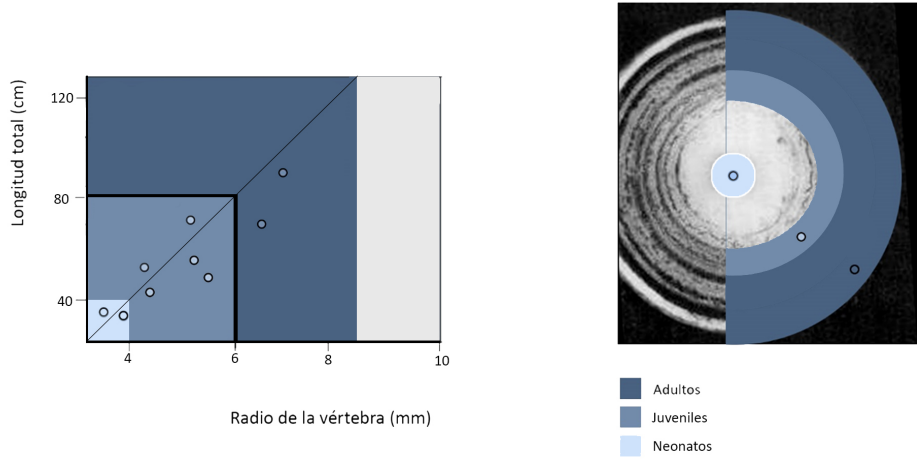 Longitud total (cm)
120
80
40
4
6
8
10
Radio de la vértebra (mm)
Adultos
Juveniles
Neonatos